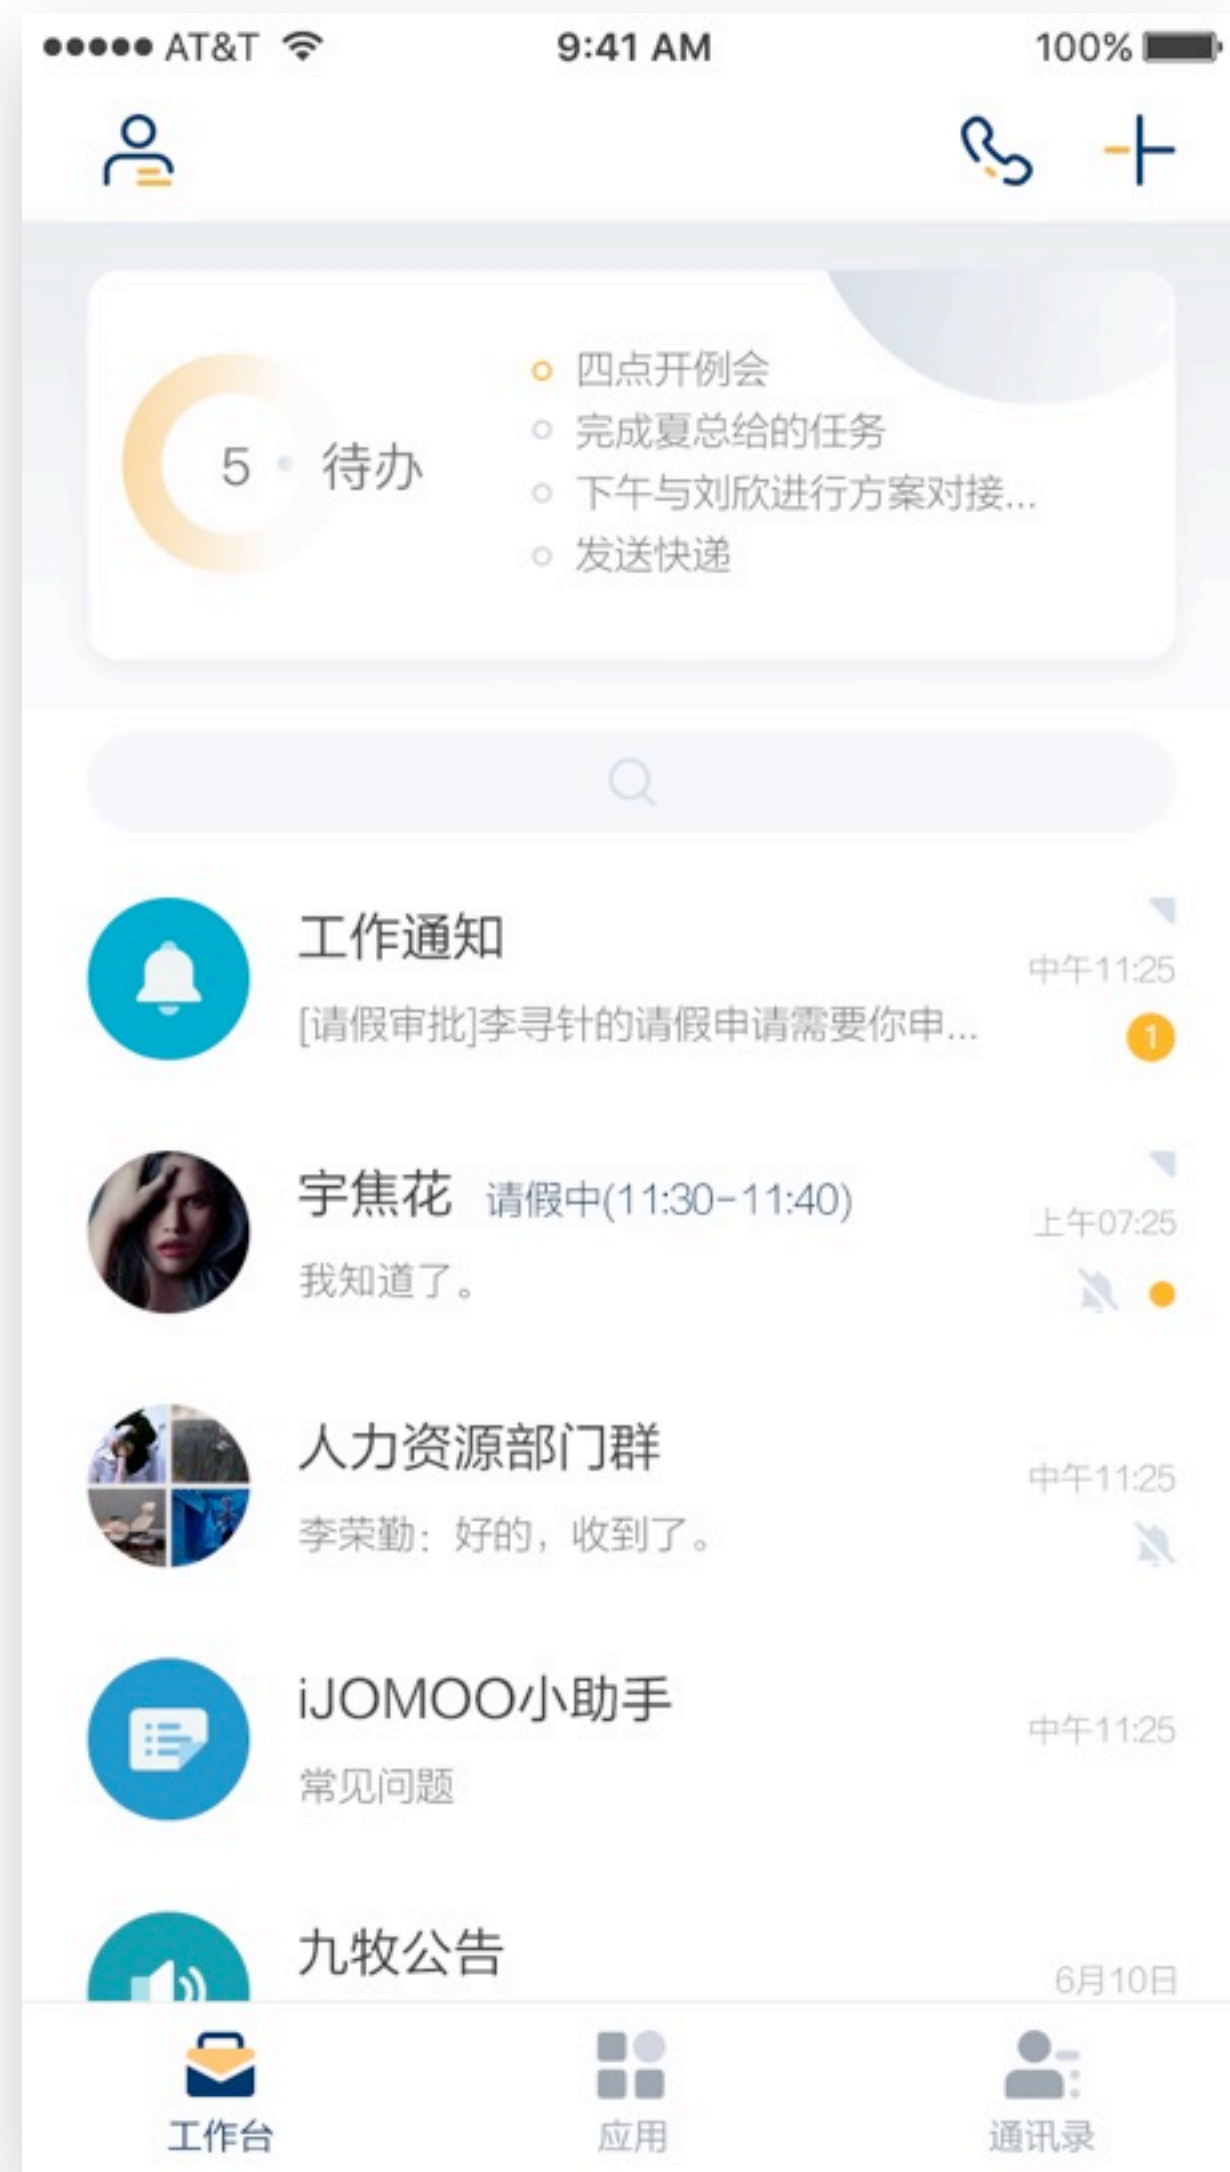 AT&T 9:41 AM 100%
四点开例会
完成夏总给的任务
5 待办
下午与刘欣进行方案对接...
发送快递
工作通知
中午11:25
[请假审批]李寻针的请假申请需要你申...
1
宇焦花 请假中(11:30-11:40)
上午07:25
我知道了。
人力资源部门群
中午11:25
李荣勤：好的，收到了。
iJOMOO小助手
中午11:25
常见问题
九牧公告
6月10日
工作台 应用 通讯录